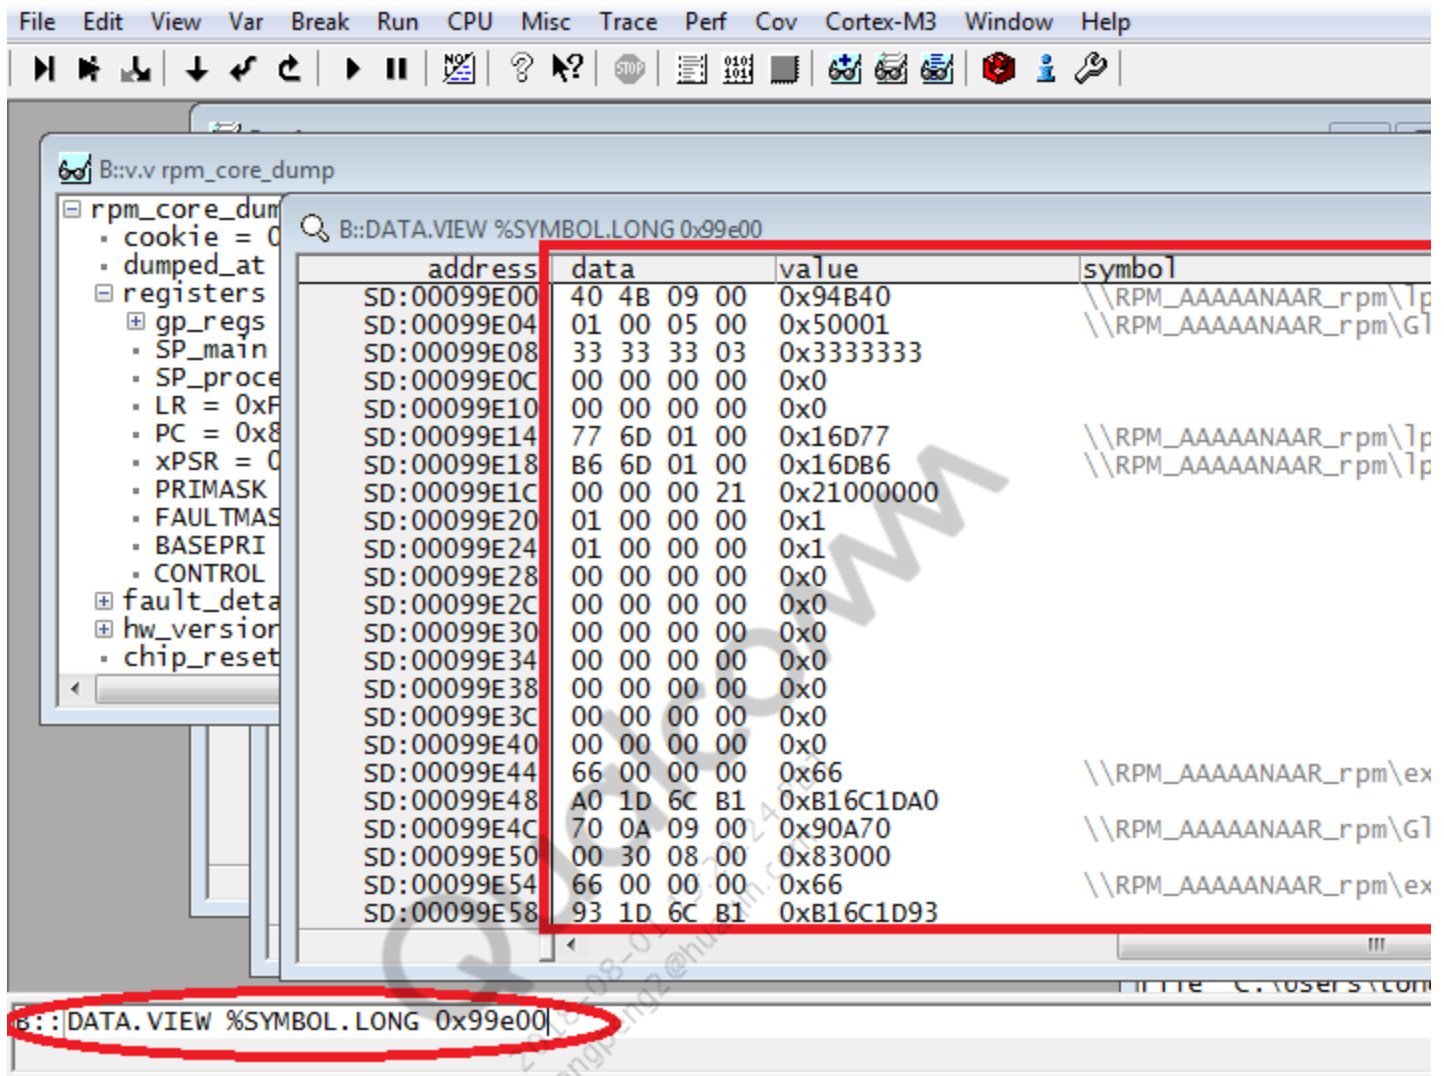 File Edit View Var Break Run CPU Misc Trace Perf Cov Cortex-M3 Window Help
B::v.v rpm_core_dump
rpm_core_dum
cookie = 0
dumped_at
registers
gp_regs
SP_main
SP_proce
LR = 0xF
PC = 0x8
xPSR = 0
PRIMASK
FAULTMAS
BASEPRI
CONTROL
fault_deta
hw_version
chip_reset
B::DATA.VIEW %SYMBOL.LONG 0x99e00
address data value symbol
SD:00099E00 40 4B 09 00 0x94B40 \\RPM_AAAAANAAR_rpm\lp
SD:00099E04 01 00 05 00 0x50001 \\RPM_AAAAANAAR_rpm\Gl
SD:00099E08 33 33 33 03 0x3333333
SD:00099E0C 00 00 00 00 0x0
SD:00099E10 00 00 00 00 0x0
SD:00099E14 77 6D 01 00 0x16D77 \\RPM_AAAAANAAR_rpm\lp
SD:00099E18 B6 6D 01 00 0x16DB6 \\RPM_AAAAANAAR_rpm\lp
SD:00099E1C 00 00 00 21 0x21000000
SD:00099E20 01 00 00 00 0x1
SD:00099E24 01 00 00 00 0x1
SD:00099E28 00 00 00 00 0x0
SD:00099E2C 00 00 00 00 0x0
SD:00099E30 00 00 00 00 0x0
SD:00099E34 00 00 00 00 0x0
SD:00099E38 00 00 00 00 0x0
SD:00099E3C 00 00 00 00 0x0
SD:00099E40 00 00 00 00 0x0
SD:00099E44 66 00 00 00 0x66 \\RPM_AAAAANAAR_rpm\ex
SD:00099E48 A0 1D 6C B1 0xB16C1DA0
SD:00099E4C 70 0A 09 00 0x90A70 \\RPM_AAAAANAAR_rpm\Gl
SD:00099E50 00 30 08 00 0x83000
SD:00099E54 66 00 00 00 0x66 \\RPM_AAAAANAAR_rpm\ex
SD:00099E58 93 1D 6C B1 0xB16C1D93
B::DATA.VIEW %SYMBOL.LONG 0x99e00
Qualcomm